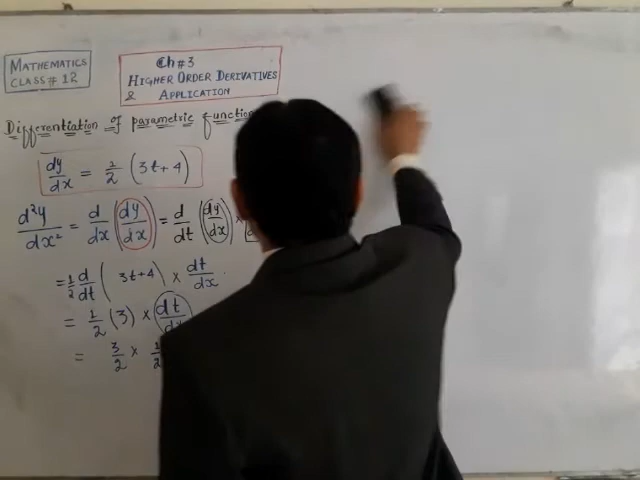 MATHEMATICS
CLASS # 12
Ch #3
HIGHER ORDER DERIVATIVES
& APPLICATION
Differentiation of parametric function
dy/dx = 1/2 (3t+4)
d²y/dx² = d/dx (dy/dx) = d/dt (dy/dx) ×
= 1/2 d/dt (3t+4) × dt/dx
= 1/2 (3) × dt/dx
= 3/2 × 1/2